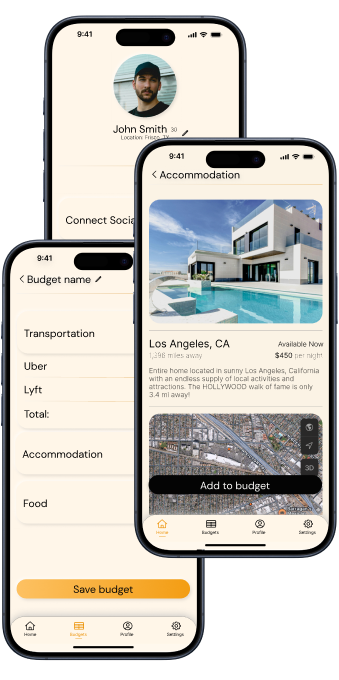 9:41
John Smith 30
Location: Frisco, TX
Connect Socia
9:41
Accommodation
Los Angeles, CA
Available Now
1,296 miles away
$450 per night
Entire home located in sunny Los Angeles, California
with an endless supply of local activities and
attractions. The HOLLYWOOD walk of fame is only
3.4 mi away!
3D
Add to budget
Home
Budgets
Profile
Settings
9:41
Budget name
Transportation
Uber
Lyft
Total:
Accommodation
Food
Save budget
Home
Budgets
Profile
Settings